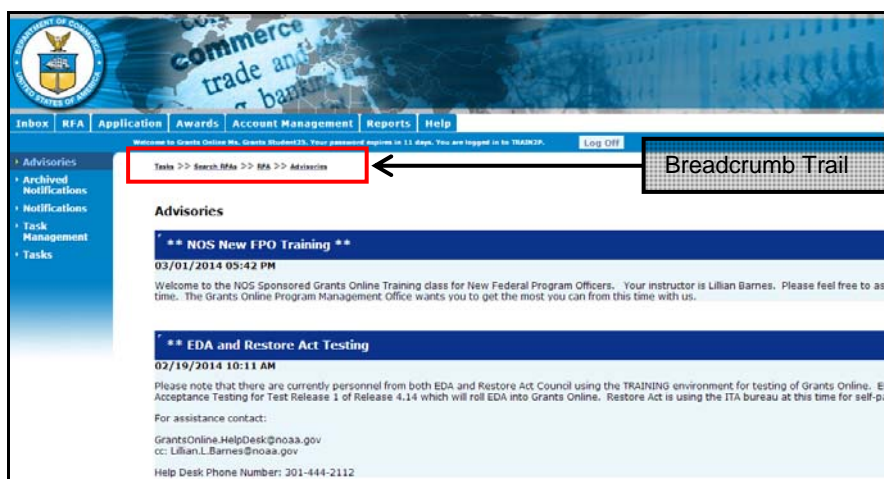 DEPARTMENT OF COMMERCE
UNITED STATES OF AMERICA
commerce
trade and
banking
Inbox RFA Application Awards Account Management Reports Help
Welcome to Grants Online Ms. Grants Student25. Your password expires in 11 days. You are logged in to TRAIN2P.
Log Off
Advisories
Archived Notifications
Notifications
Task Management
Tasks
Tasks >> Search RFAs >> RFA >> Advisories
Breadcrumb Trail
Advisories
** NOS New FPO Training **
03/01/2014 05:42 PM
Welcome to the NOS Sponsored Grants Online Training class for New Federal Program Officers. Your instructor is Lillian Barnes. Please feel free to as
time. The Grants Online Program Management Office wants you to get the most you can from this time with us.
** EDA and Restore Act Testing
02/19/2014 10:11 AM
Please note that there are currently personnel from both EDA and Restore Act Council using the TRAINING environment for testing of Grants Online. E
Acceptance Testing for Test Release 1 of Release 4.14 which will roll EDA into Grants Online. Restore Act is using the ITA bureau at this time for self-pa
For assistance contact:
GrantsOnline.HelpDesk@noaa.gov
cc: Lillian.L.Barnes@noaa.gov
Help Desk Phone Number: 301-444-2112